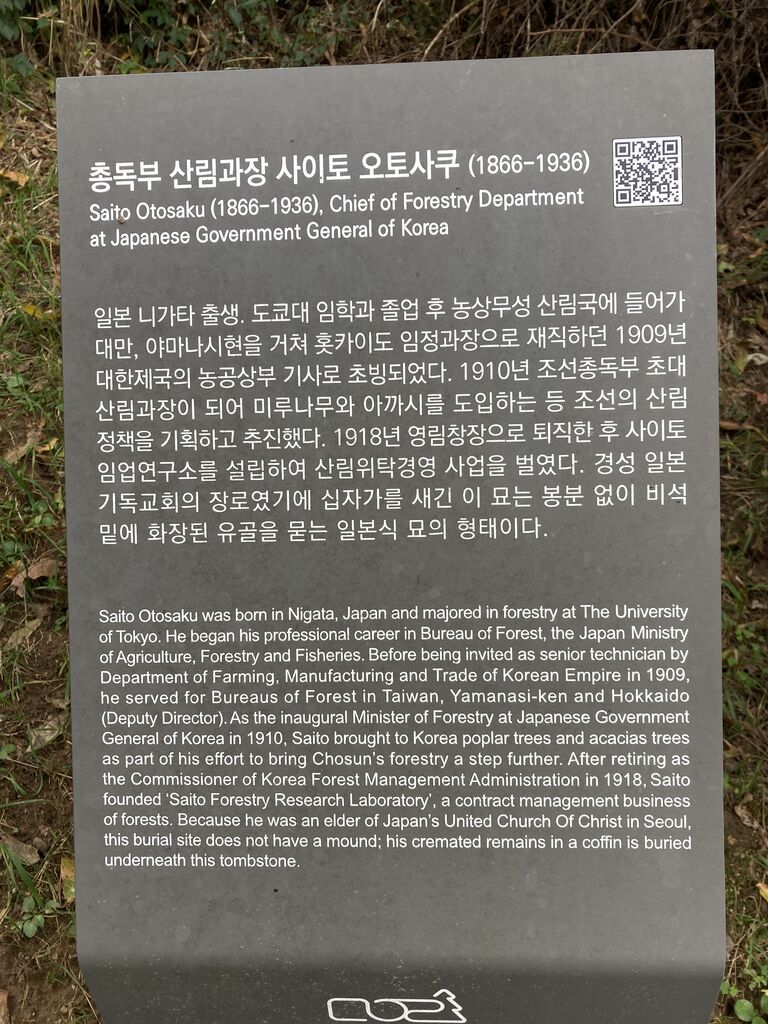 총독부 산림과장 사이토 오토사쿠 (1866-1936)
Saito Otosaku (1866-1936), Chief of Forestry Department
at Japanese Government General of Korea
일본 니가타 출생. 도쿄대 임학과 졸업 후 농상무성 산림국에 들어가
대만, 야마나시현을 거쳐 홋카이도 임정과장으로 재직하던 1909년
대한제국의 농공상부 기사로 초빙되었다. 1910년 조선총독부 초대
산림과장이 되어 미루나무와 아까시를 도입하는 등 조선의 산림
정책을 기획하고 추진했다. 1918년 영림창장으로 퇴직한 후 사이토
임업연구소를 설립하여 산림위탁경영 사업을 벌였다. 경성 일본
기독교회의 장로였기에 십자가를 새긴 이 묘는 봉분 없이 비석
밑에 화장된 유골을 묻는 일본식 묘의 형태이다.
Saito Otosaku was born in Nigata, Japan and majored in forestry at The University
of Tokyo. He began his professional career in Bureau of Forest, the Japan Ministry
of Agriculture, Forestry and Fisheries. Before being invited as senior technician by
Department of Farming, Manufacturing and Trade of Korean Empire in 1909,
he served for Bureaus of Forest in Taiwan, Yamanasi-ken and Hokkaido
(Deputy Director). As the inaugural Minister of Forestry at Japanese Government
General of Korea in 1910, Saito brought to Korea poplar trees and acacias trees
as part of his effort to bring Chosun's forestry a step further. After retiring as
the Commissioner of Korea Forest Management Administration in 1918, Saito
founded 'Saito Forestry Research Laboratory', a contract management business
of forests. Because he was an elder of Japan's United Church Of Christ in Seoul,
this burial site does not have a mound; his cremated remains in a coffin is buried
underneath this tombstone.